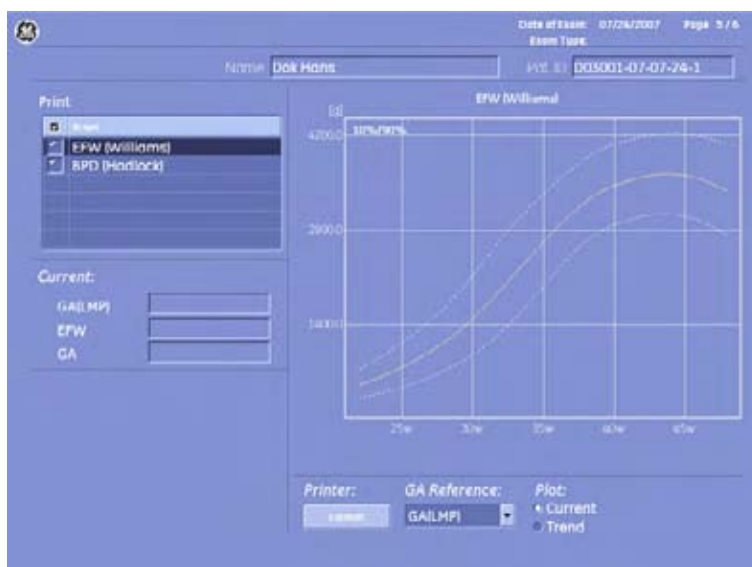 Date of Exam: 07/26/2007 Page 5/6
Exam Type:
Name Dok Hans Pat. ID D03001-07-07-24-1
Print
EFW (Williams)
BPD (Hadlock)
EFW (Williams)
[g]
10%/90%
4200.0
2800.0
1400.0
25w 30w 35w 40w 45w
Current:
GA(LMP)
EFW
GA
Printer: GA Reference: Plot:
GA(LMP)
Current
Trend